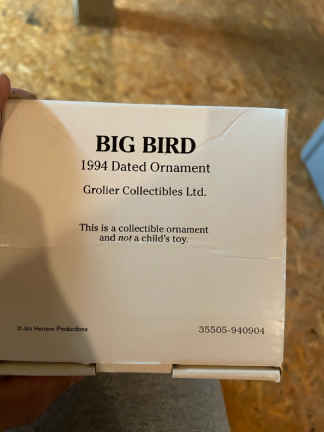 BIG BIRD
1994 Dated Ornament
Grolier Collectibles Ltd.
This is a collectible ornament
and not a child's toy.
© Jim Henson Productions
35505-940904